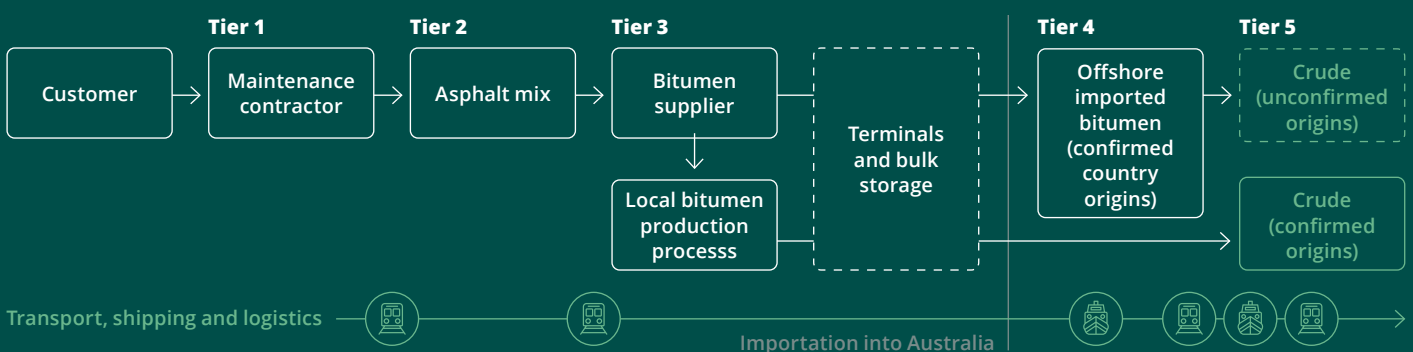 Tier 1
Tier 2
Tier 3
Tier 4
Tier 5
Customer
Maintenance
contractor
Asphalt mix
Bitumen
supplier
Local bitumen
production
processs
Terminals
and bulk
storage
Offshore
imported
bitumen
(confirmed
country
origins)
Crude
(unconfirmed
origins)
Crude
(confirmed
origins)
Transport, shipping and logistics
Importation into Australia